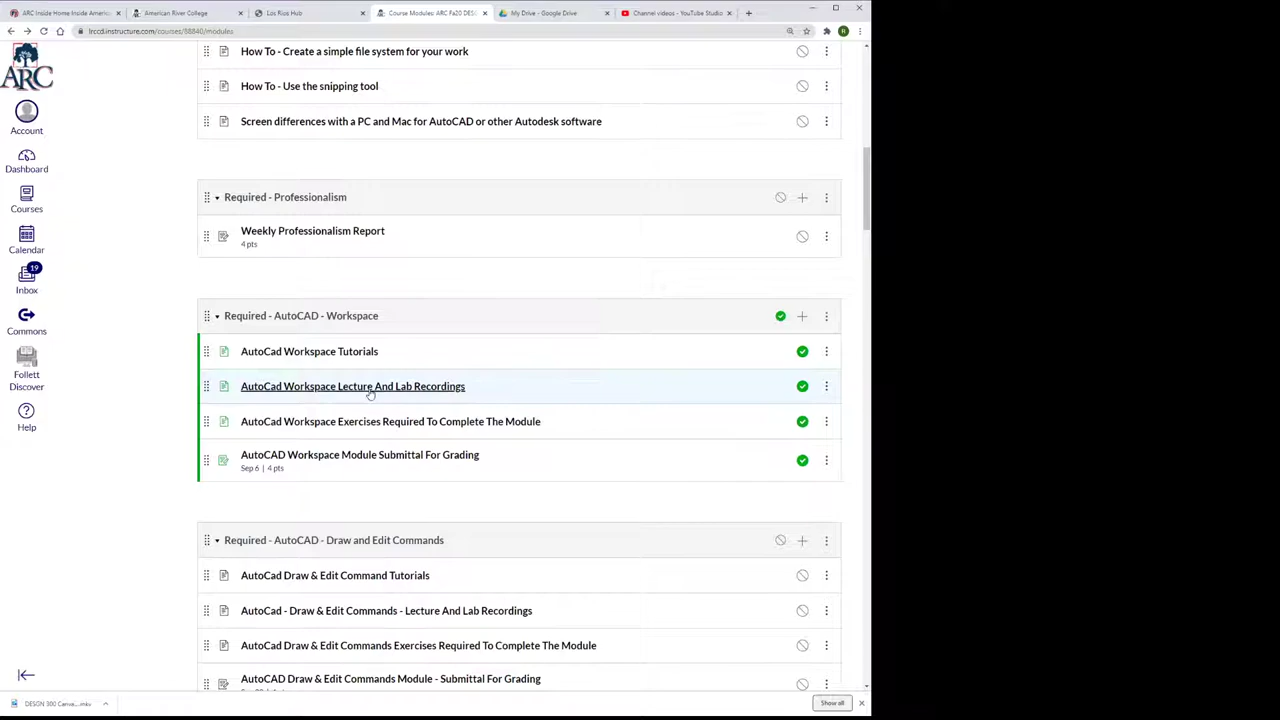 ARC Inside Home Inside Americ
American River College
Los Rios Hub
Course Modules: ARC Fa20 DESI
My Drive - Google Drive
Channel videos - YouTube Studio
lrccd.instructure.com/courses/88840/modules
R
ARC
Account
Dashboard
Courses
Calendar
19
Inbox
Commons
Follett
Discover
Help
How To - Create a simple file system for your work
How To - Use the snipping tool
Screen differences with a PC and Mac for AutoCAD or other Autodesk software
Required - Professionalism
Weekly Professionalism Report
4 pts
Required - AutoCAD - Workspace
AutoCad Workspace Tutorials
AutoCad Workspace Lecture And Lab Recordings
AutoCad Workspace Exercises Required To Complete The Module
AutoCAD Workspace Module Submittal For Grading
Sep 6 | 4 pts
Required - AutoCAD - Draw and Edit Commands
AutoCad Draw & Edit Command Tutorials
AutoCad - Draw & Edit Commands - Lecture And Lab Recordings
AutoCad Draw & Edit Commands Exercises Required To Complete The Module
AutoCAD Draw & Edit Commands Module - Submittal For Grading
DESGN 300 Canva....mkv
Show all